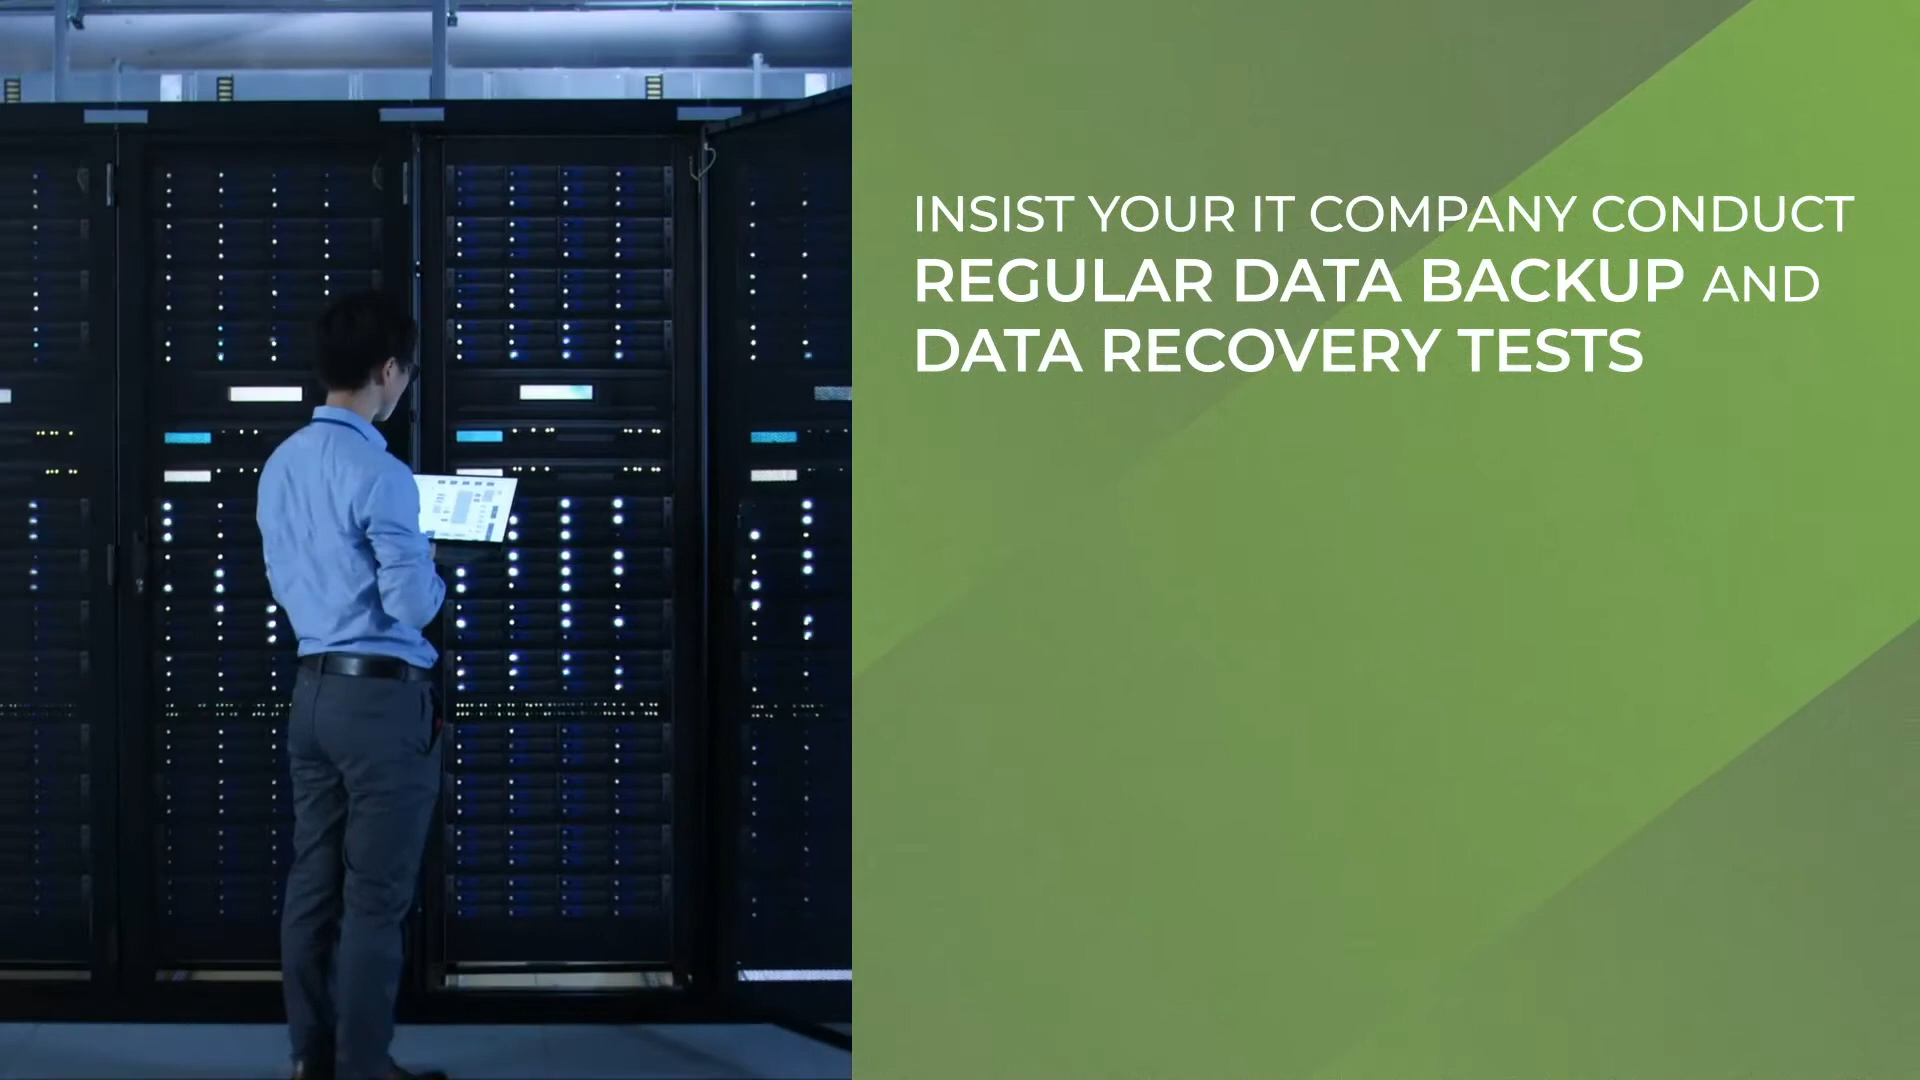 INSIST YOUR IT COMPANY CONDUCT
REGULAR DATA BACKUP AND
DATA RECOVERY TESTS